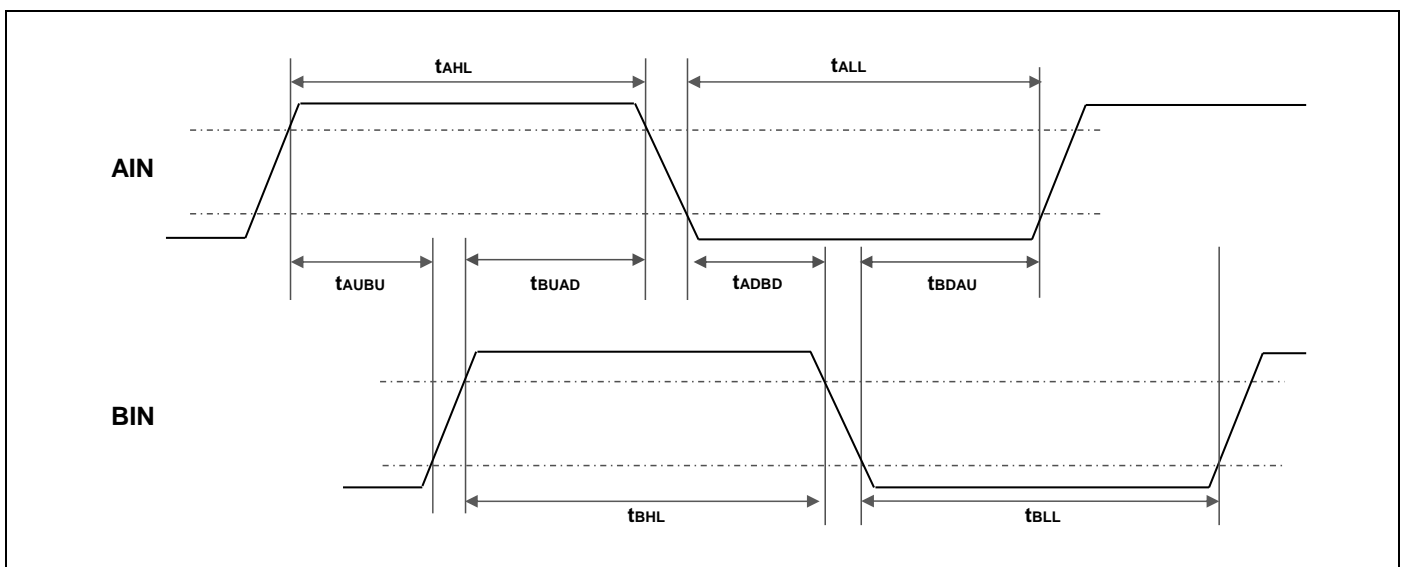 tAHL
tALL
AIN
tAUBU
tBUAD
tADBD
tBDAU
BIN
tBHL
tBLL